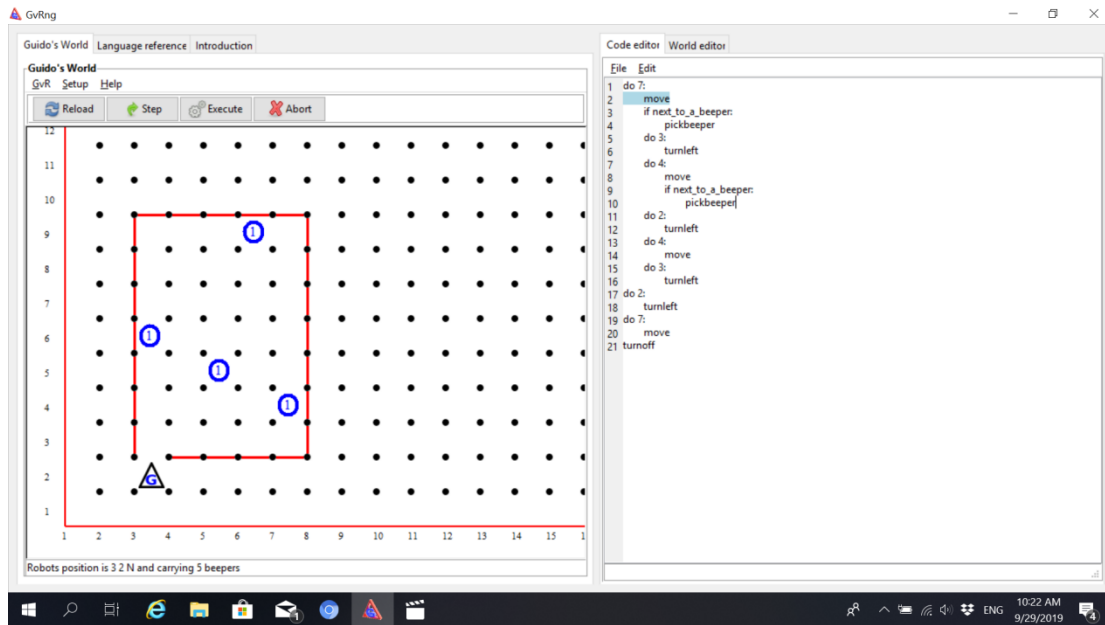 GvRng
Guido's World Language reference Introduction
Guido's World
GvR Setup Help
Reload Step Execute Abort
12
11
10
9
8
7
6
5
4
3
2
1
1
1
1
1
G
1 2 3 4 5 6 7 8 9 10 11 12 13 14 15 1
Robots position is 3 2 N and carrying 5 beepers
Code editor World editor
File Edit
1 do 7:
2 move
3 if next_to_a_beeper:
4 pickbeeper
5 do 3:
6 turnleft
7 do 4:
8 move
9 if next_to_a_beeper:
10 pickbeeper
11 do 2:
12 turnleft
13 do 4:
14 move
15 do 3:
16 turnleft
17 do 2:
18 turnleft
19 do 7:
20 move
21 turnoff
1
ENG
10:22 AM
9/29/2019
4